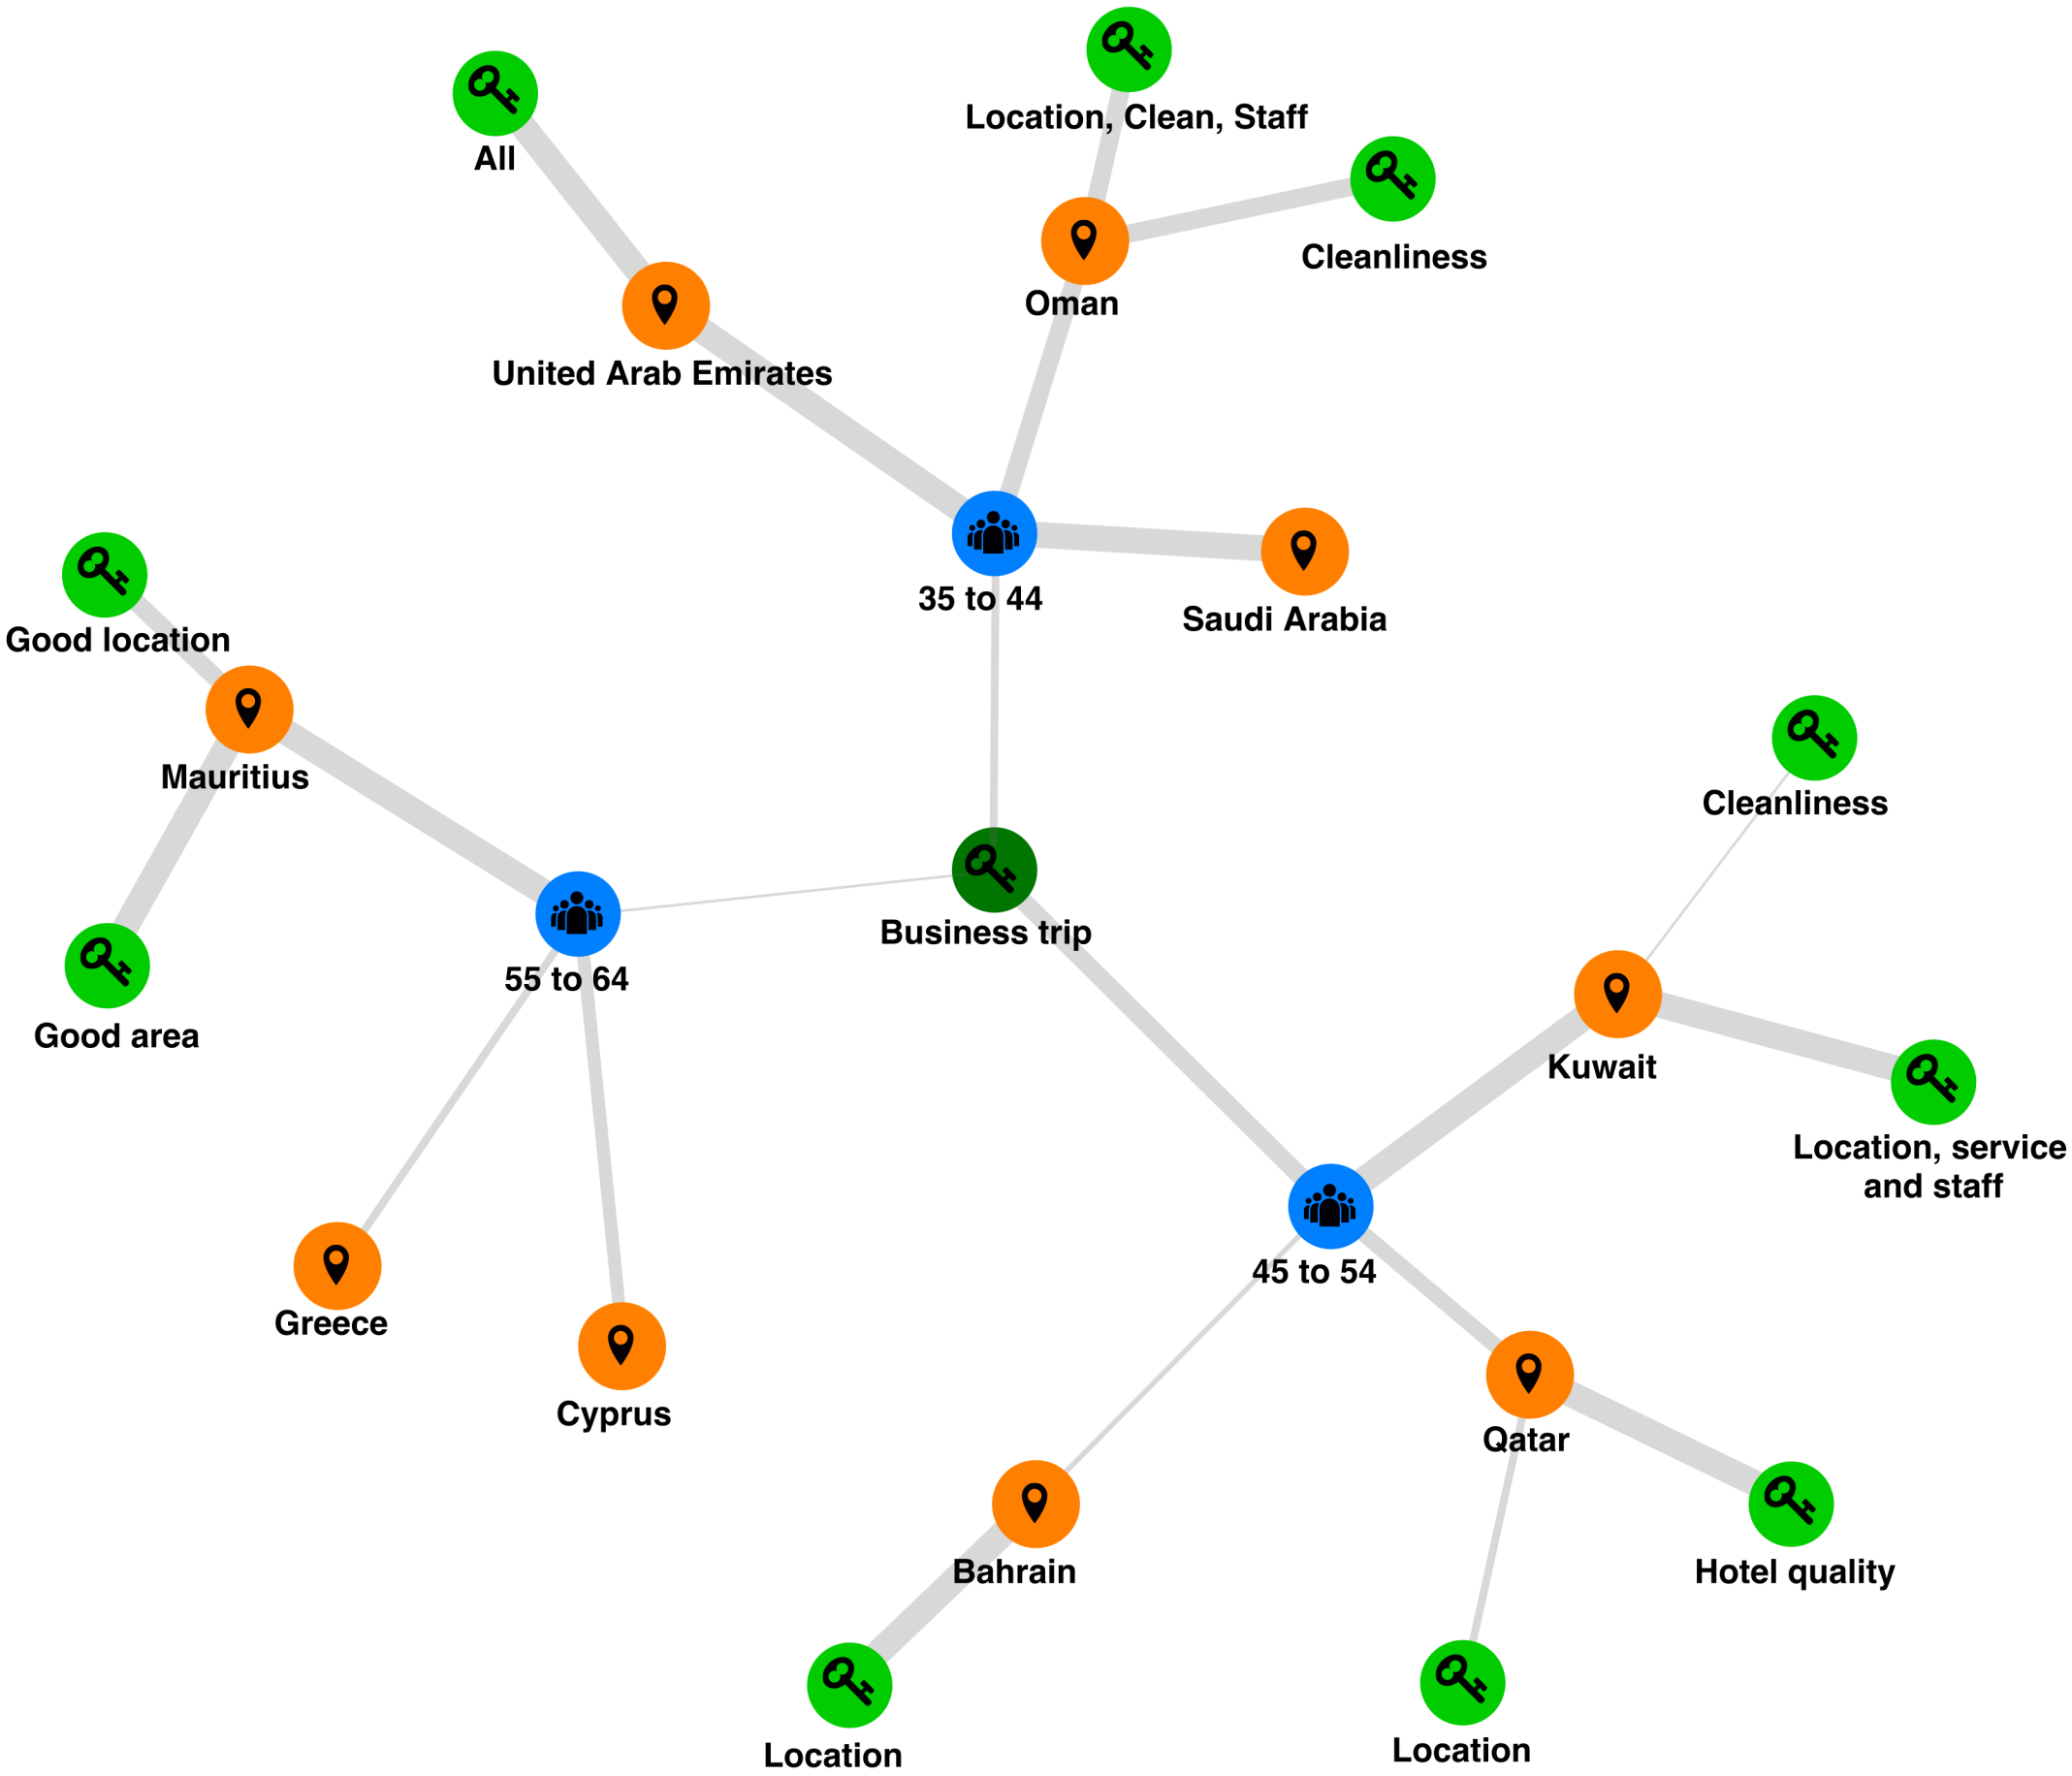 Location, Clean, Staff
All
Cleanliness
Oman
United Arab Emirates
35 to 44
Saudi Arabia
Good location
Mauritius
Cleanliness
Business trip
55 to 64
Good area
Kuwait
Location, service
and staff
45 to 54
Greece
Cyprus
Qatar
Bahrain
Hotel quality
Location
Location